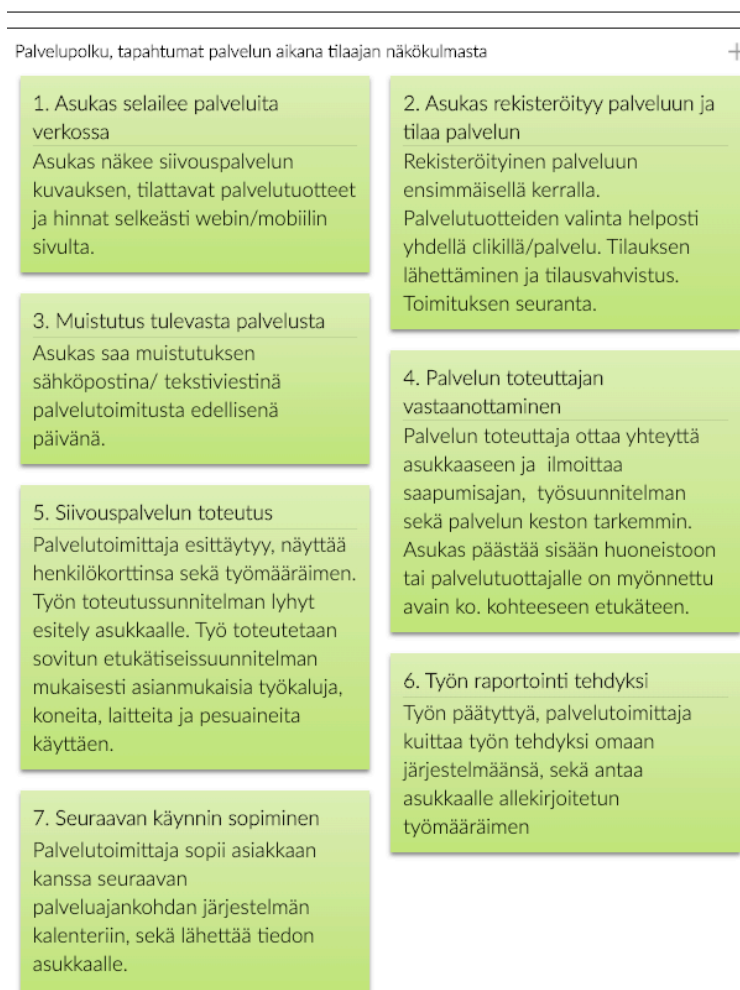 Palvelupolku, tapahtumat palvelun aikana tilaajan näkökulmasta
1. Asukas selailee palveluita
verkossa
Asukas näkee siivouspalvelun
kuvauksen, tilattavat palvelutuotteet
ja hinnat selkeästi webin/mobiilin
sivulta.
2. Asukas rekisteröityy palveluun ja
tilaa palvelun
Rekisteröityinen palveluun
ensimmäisellä kerralla.
Palvelutuotteiden valinta helposti
yhdellä clikillä/palvelu. Tilauksen
lähettäminen ja tilausvahvistus.
Toimituksen seuranta.
3. Muistutus tulevasta palvelusta
Asukas saa muistutuksen
sähköpostina/ tekstiviestinä
palvelutoimitusta edellisenä
päivänä.
4. Palvelun toteuttajan
vastaanottaminen
Palvelun toteuttaja ottaa yhteyttä
asukkaaseen ja  ilmoittaa
saapumisajan,  työsuunnitelman
sekä palvelun keston tarkemmin.
Asukas päästää sisään huoneistoon
tai palvelutuottajalle on myönnettu
avain ko. kohteeseen etukäteen.
5. Siivouspalvelun toteutus
Palvelutoimittaja esittäytyy, näyttää
henkilökorttinsa sekä työmääräimen.
Työn toteutussunnitelman lyhyt
esitely asukkaalle. Työ toteutetaan
sovitun etukätiseissuunnitelman
mukaisesti asianmukaisia työkaluja,
koneita, laitteita ja pesuaineita
käyttäen.
6. Työn raportointi tehdyksi
Työn päätyttyä, palvelutoimittaja
kuittaa työn tehdyksi omaan
järjestelmäänsä, sekä antaa
asukkaalle allekirjoitetun
työmääräimen
7. Seuraavan käynnin sopiminen
Palvelutoimittaja sopii asiakkaan
kanssa seuraavan
palveluajankohdan järjestelmän
kalenteriin, sekä lähettää tiedon
asukkaalle.